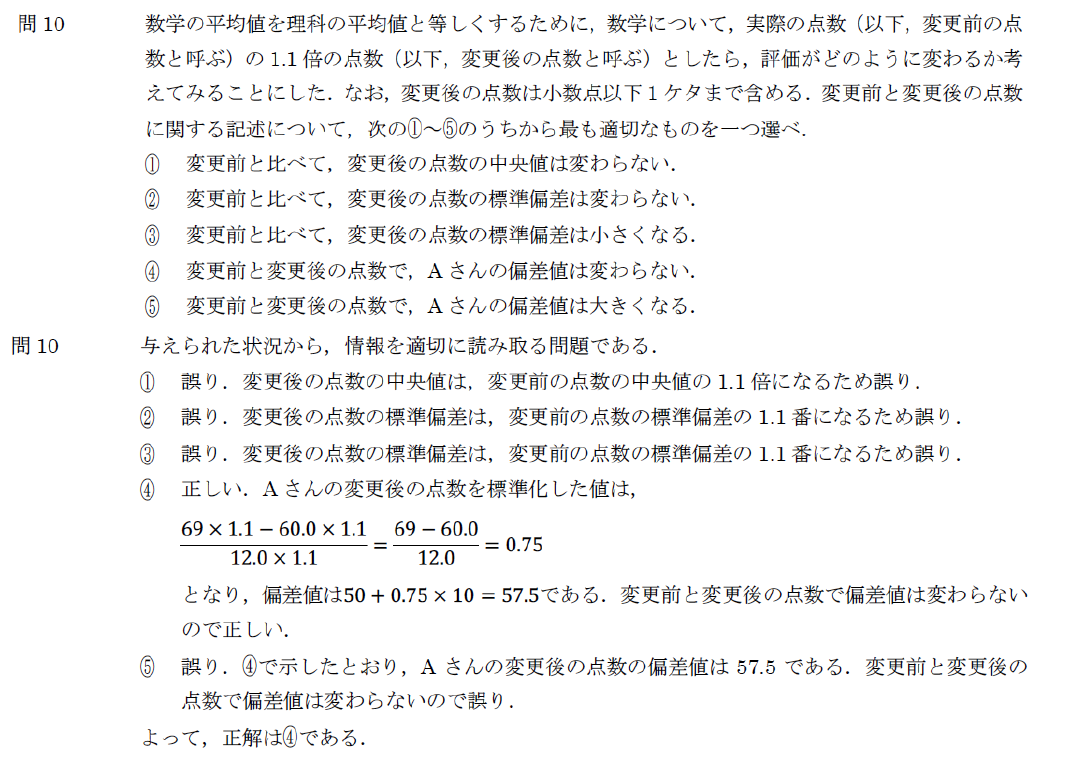 問 10 数学の平均値を理科の平均値と等しくするために，数学について，実際の点数（以下，変更前の点
数と呼ぶ）の 1.1 倍の点数（以下，変更後の点数と呼ぶ）としたら，評価がどのように変わるか考
えてみることにした．なお，変更後の点数は小数点以下 1 ケタまで含める．変更前と変更後の点数
に関する記述について，次の①～⑤のうちから最も適切なものを一つ選べ．
① 変更前と比べて，変更後の点数の中央値は変わらない．
② 変更前と比べて，変更後の点数の標準偏差は変わらない．
③ 変更前と比べて，変更後の点数の標準偏差は小さくなる．
④ 変更前と変更後の点数で，A さんの偏差値は変わらない．
⑤ 変更前と変更後の点数で，A さんの偏差値は大きくなる．
問 10 与えられた状況から，情報を適切に読み取る問題である．
① 誤り．変更後の点数の中央値は，変更前の点数の中央値の 1.1 倍になるため誤り．
② 誤り．変更後の点数の標準偏差は，変更前の点数の標準偏差の 1.1 番になるため誤り．
③ 誤り．変更後の点数の標準偏差は，変更前の点数の標準偏差の 1.1 番になるため誤り．
④ 正しい．A さんの変更後の点数を標準化した値は，
69 × 1.1 − 60.0 × 1.1 / 12.0 × 1.1 = 69 − 60.0 / 12.0 = 0.75
となり，偏差値は50 + 0.75 × 10 = 57.5である．変更前と変更後の点数で偏差値は変わらない
ので正しい．
⑤ 誤り．④で示したとおり，A さんの変更後の点数の偏差値は 57.5 である．変更前と変更後の
点数で偏差値は変わらないので誤り．
よって，正解は④である．